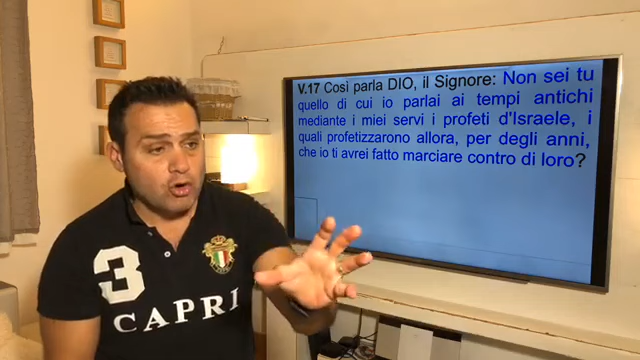 V.17 Così parla DIO, il Signore: Non sei tu
quello di cui io parlai ai tempi antichi
mediante i miei servi i profeti d'Israele, i
quali profetizzarono allora, per degli anni,
che io ti avrei fatto marciare contro di loro?
3
CAPRI